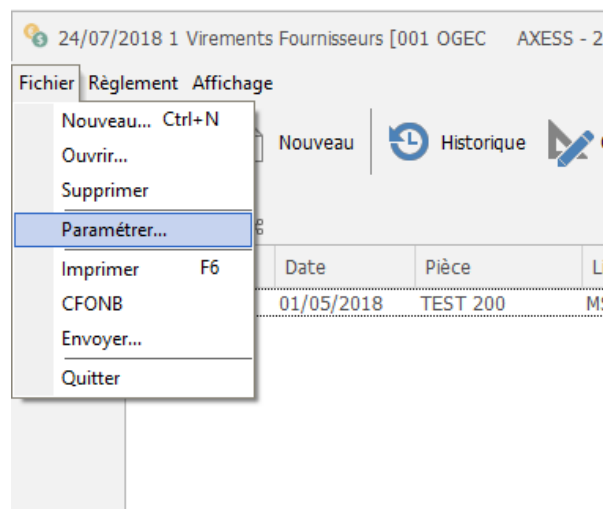 24/07/2018 1 Virements Fournisseurs [001 OGEC AXESS - 2
Fichier Règlement Affichage
Nouveau... Ctrl+N
Nouveau
Historique
Ouvrir...
Supprimer
Paramétrer...
Imprimer F6
Date
Pièce
CFONB
01/05/2018
TEST 200
Envoyer...
Quitter